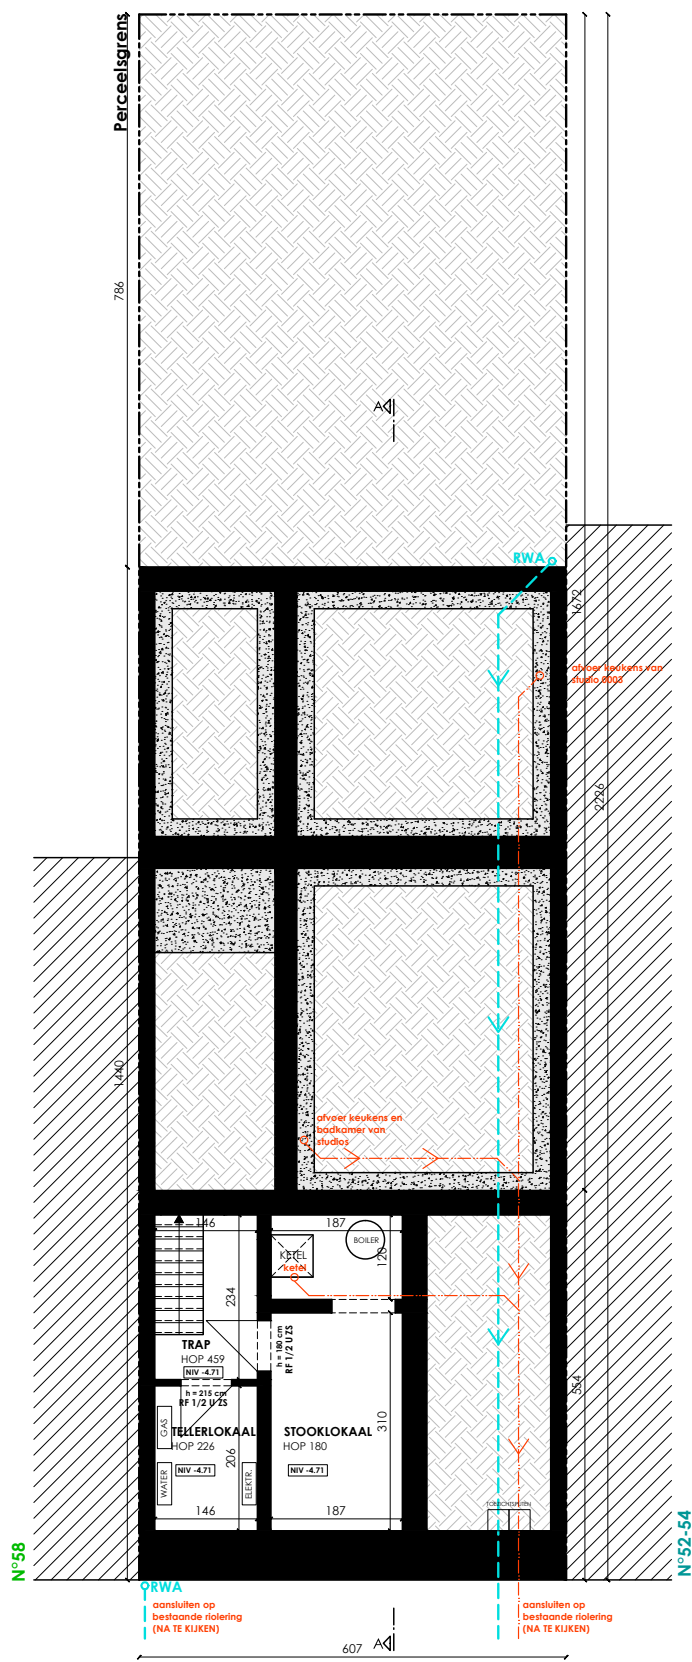 Perceelsgrens
786
A
RWA
1672
afvoer keukens van
studio 0003
2226
1440
afvoer keukens en
badkamer van
studios
146
187
KETEL
ketel
BOILER
120
234
TRAP
HOP 459
NIV -4.71
h = 180 cm
RF 1/2 U ZS
h = 215 cm
RF 1/2 U ZS
554
GAS
TELLERLOKAAL
HOP 226
NIV -4.71
206
STOOKLOKAAL
HOP 180
NIV -4.71
310
WATER
ELEKTR.
146
187
TOEZICHTSPUTTEN
N°58
N°52-54
RWA
aansluiten op
bestaande riolering
(NA TE KIJKEN)
aansluiten op
bestaande riolering
(NA TE KIJKEN)
A
607